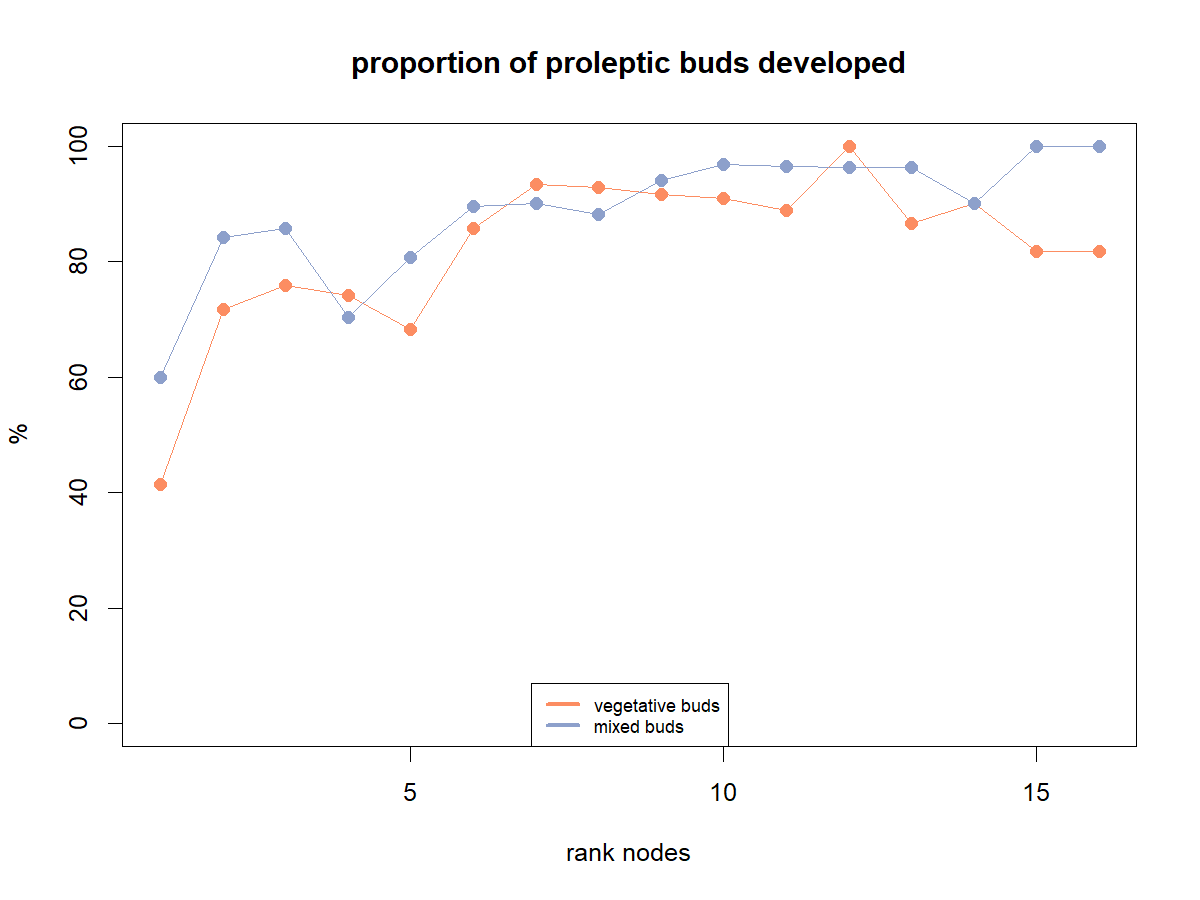 proportion of proleptic buds developed
100
80
60
40
20
0
%
vegetative buds
mixed buds
5
10
15
rank nodes